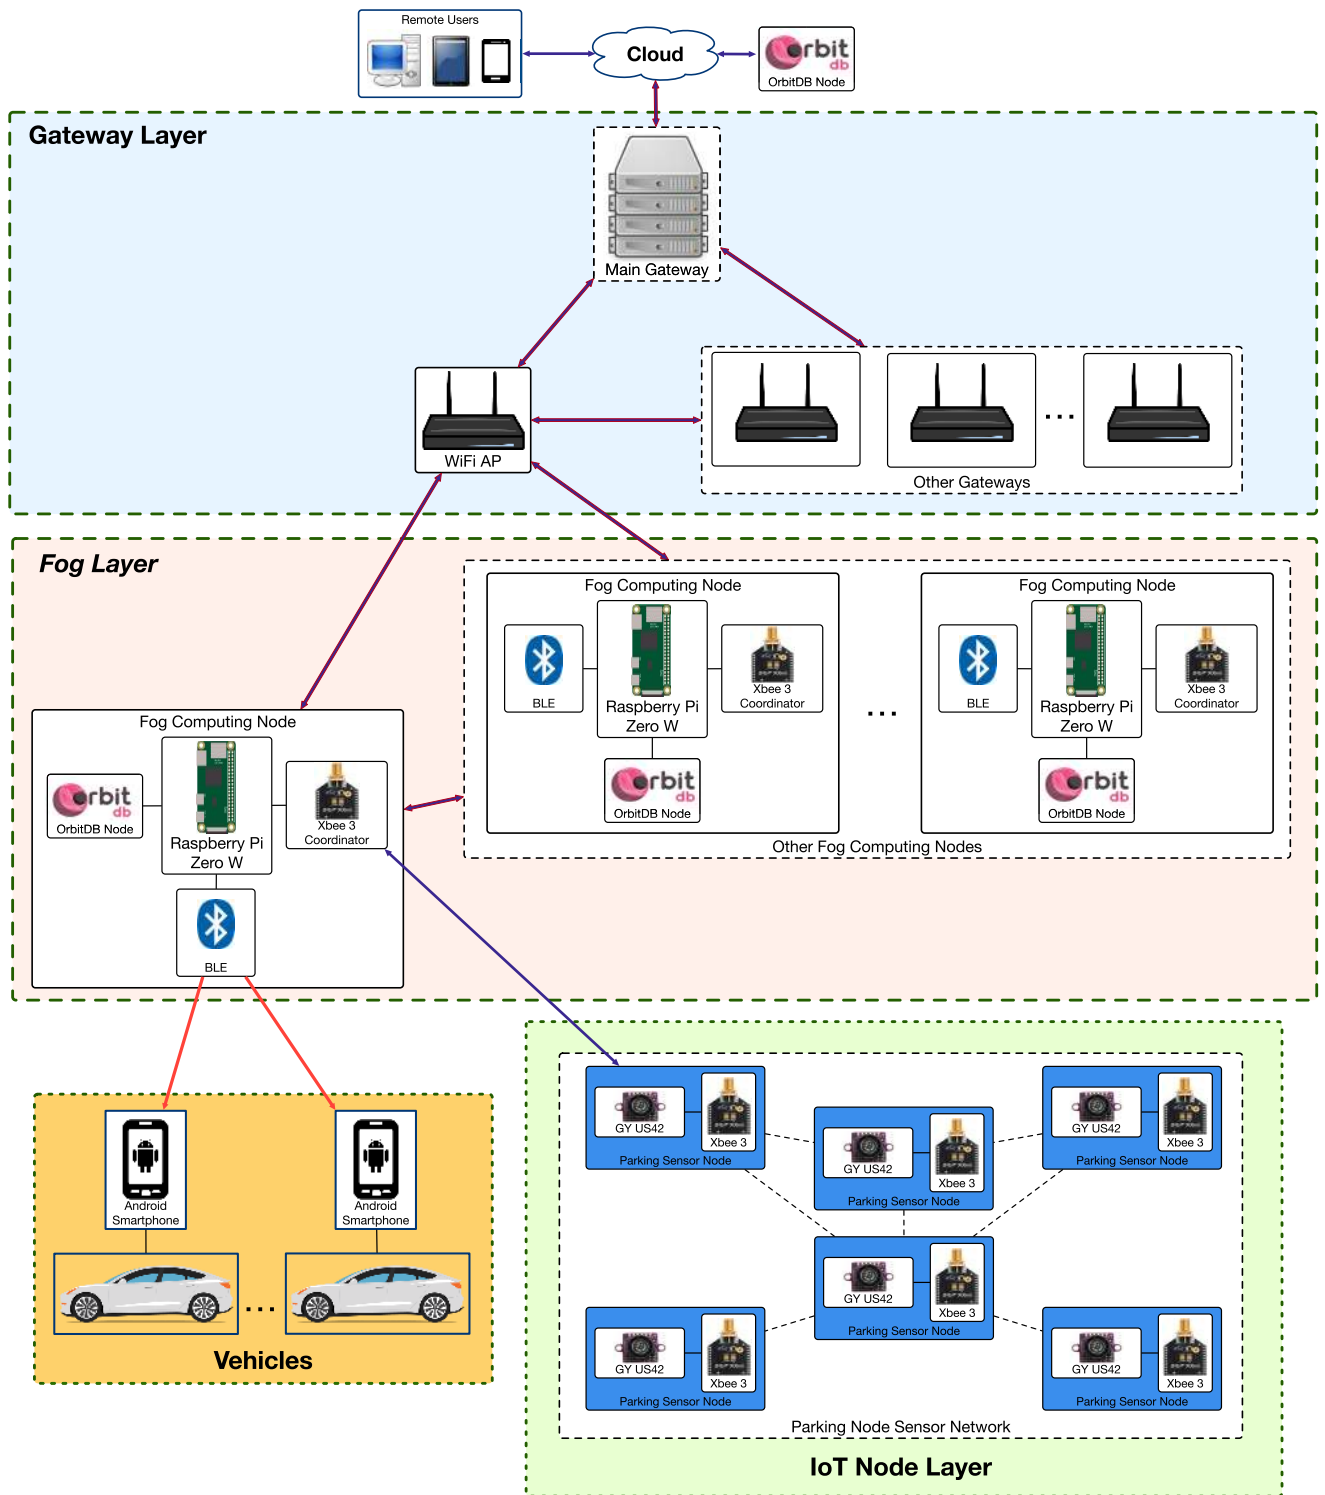 Remote Users
Cloud
Orbit
db
OrbitDB Node
Gateway Layer
Main Gateway
WiFi AP
...
Other Gateways
Fog Layer
Fog Computing Node
BLE
Raspberry Pi
Zero W
Xbee 3
Coordinator
Orbit
db
OrbitDB Node
...
Fog Computing Node
BLE
Raspberry Pi
Zero W
Xbee 3
Coordinator
Orbit
db
OrbitDB Node
Other Fog Computing Nodes
Fog Computing Node
Orbit
db
OrbitDB Node
Raspberry Pi
Zero W
Xbee 3
Coordinator
BLE
Android
Smartphone
Android
Smartphone
...
Vehicles
GY US42
Xbee 3
Parking Sensor Node
GY US42
Xbee 3
Parking Sensor Node
GY US42
Xbee 3
Parking Sensor Node
GY US42
Xbee 3
Parking Sensor Node
GY US42
Xbee 3
Parking Sensor Node
GY US42
Xbee 3
Parking Sensor Node
Parking Node Sensor Network
IoT Node Layer